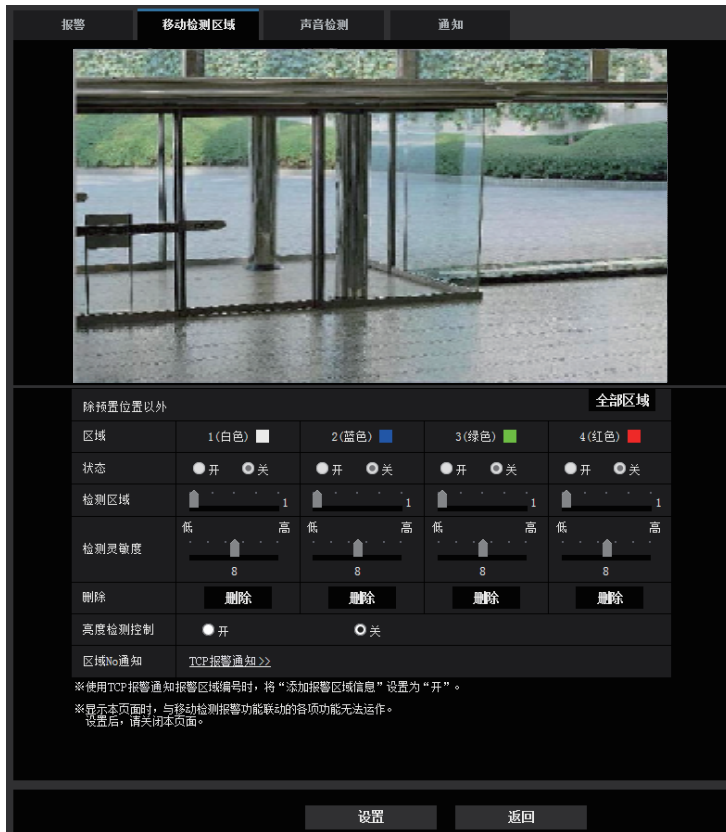 报警 移动检测区域 声音检测 通知
除预置位置以外 全部区域
区域 1(白色) 2(蓝色) 3(绿色) 4(红色)
状态 开 关 开 关 开 关 开 关
检测区域 1 1 1 1
低 高 低 高 低 高 低 高
检测灵敏度
8 8 8 8
删除 删除 删除 删除 删除
亮度检测控制 开 关
区域No通知 TCP报警通知>>
※使用TCP报警通知报警区域编号时，将“添加报警区域信息”设置为“开”。
※显示本页面时，与移动检测报警功能联动的各项功能无法运作。
设置后，请关闭本页面。
设置 返回